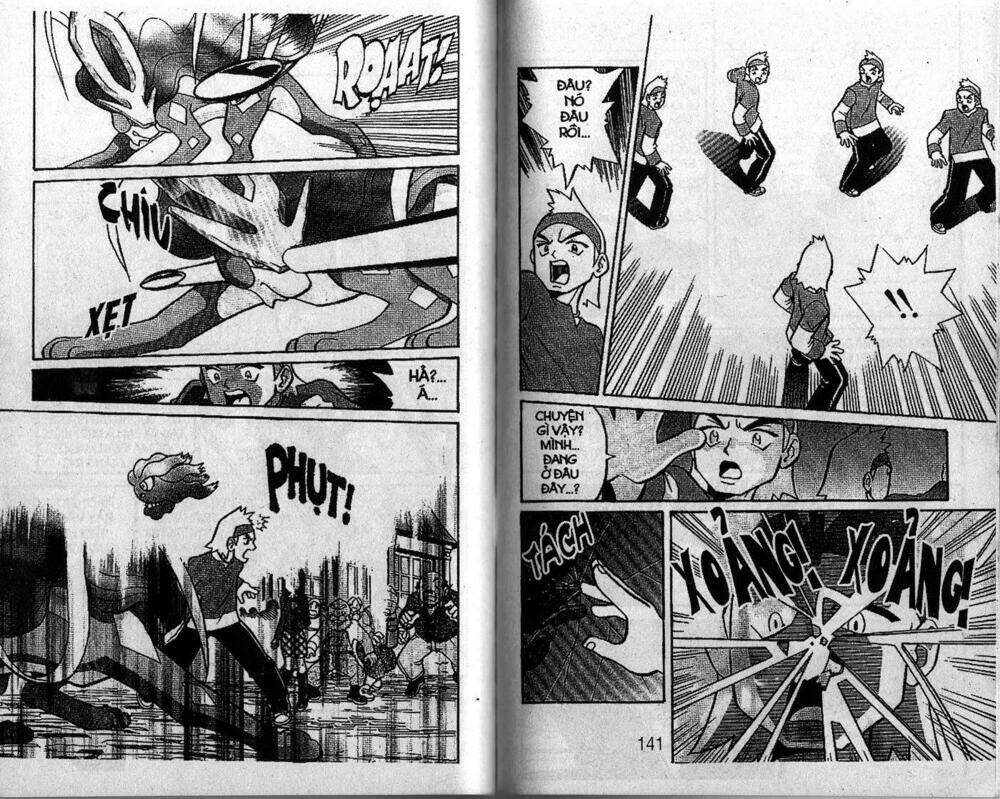 ROẠAT!
CHÍU
XẸT
HẢ?...
Á...
PHỤT!
ĐÂU?
NÓ
ĐÂU
RỒI...
!!
CHUYỆN
GÌ VẬY?
MÌNH...
ĐANG
Ở ĐÂU
ĐÂY...?
TÁCH
XOẢNG!
XOẢNG!
141